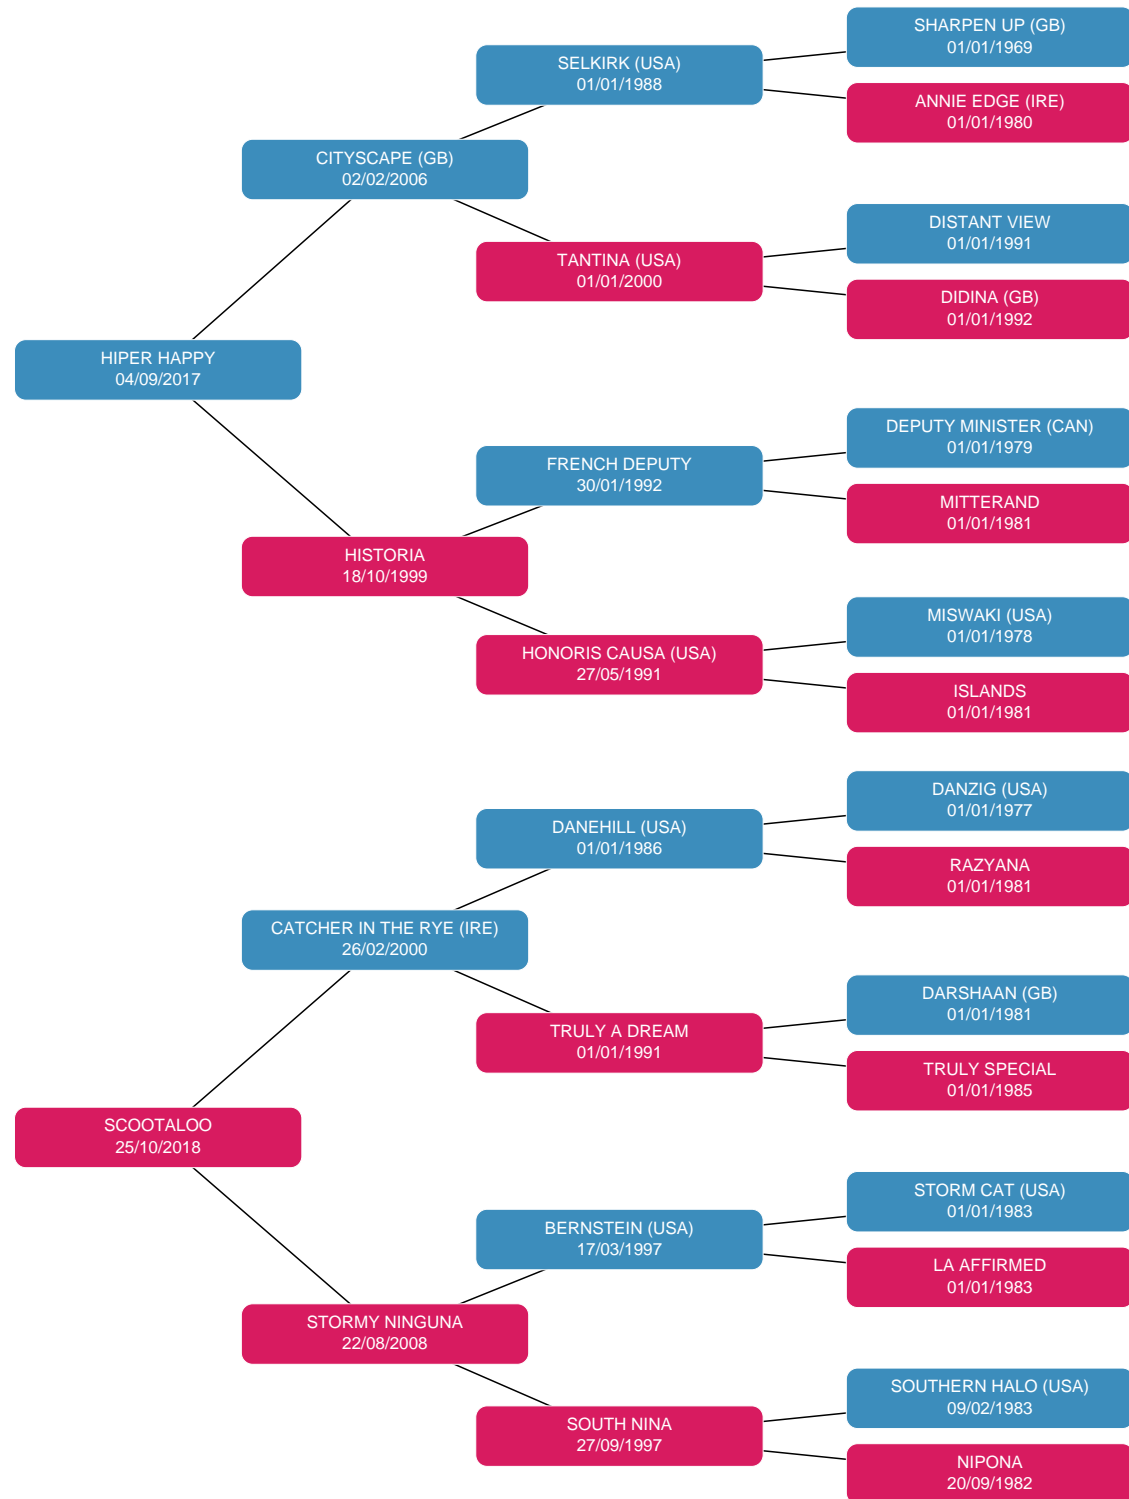 SHARPEN UP (GB)
01/01/1969
SELKIRK (USA)
01/01/1988
ANNIE EDGE (IRE)
01/01/1980
CITYSCAPE (GB)
02/02/2006
DISTANT VIEW
01/01/1991
TANTINA (USA)
01/01/2000
DIDINA (GB)
01/01/1992
HIPER HAPPY
04/09/2017
DEPUTY MINISTER (CAN)
01/01/1979
FRENCH DEPUTY
30/01/1992
MITTERAND
01/01/1981
HISTORIA
18/10/1999
MISWAKI (USA)
01/01/1978
HONORIS CAUSA (USA)
27/05/1991
ISLANDS
01/01/1981
DANZIG (USA)
01/01/1977
DANEHILL (USA)
01/01/1986
RAZYANA
01/01/1981
CATCHER IN THE RYE (IRE)
26/02/2000
DARSHAAN (GB)
01/01/1981
TRULY A DREAM
01/01/1991
TRULY SPECIAL
01/01/1985
SCOOTALOO
25/10/2018
STORM CAT (USA)
01/01/1983
BERNSTEIN (USA)
17/03/1997
LA AFFIRMED
01/01/1983
STORMY NINGUNA
22/08/2008
SOUTHERN HALO (USA)
09/02/1983
SOUTH NINA
27/09/1997
NIPONA
20/09/1982